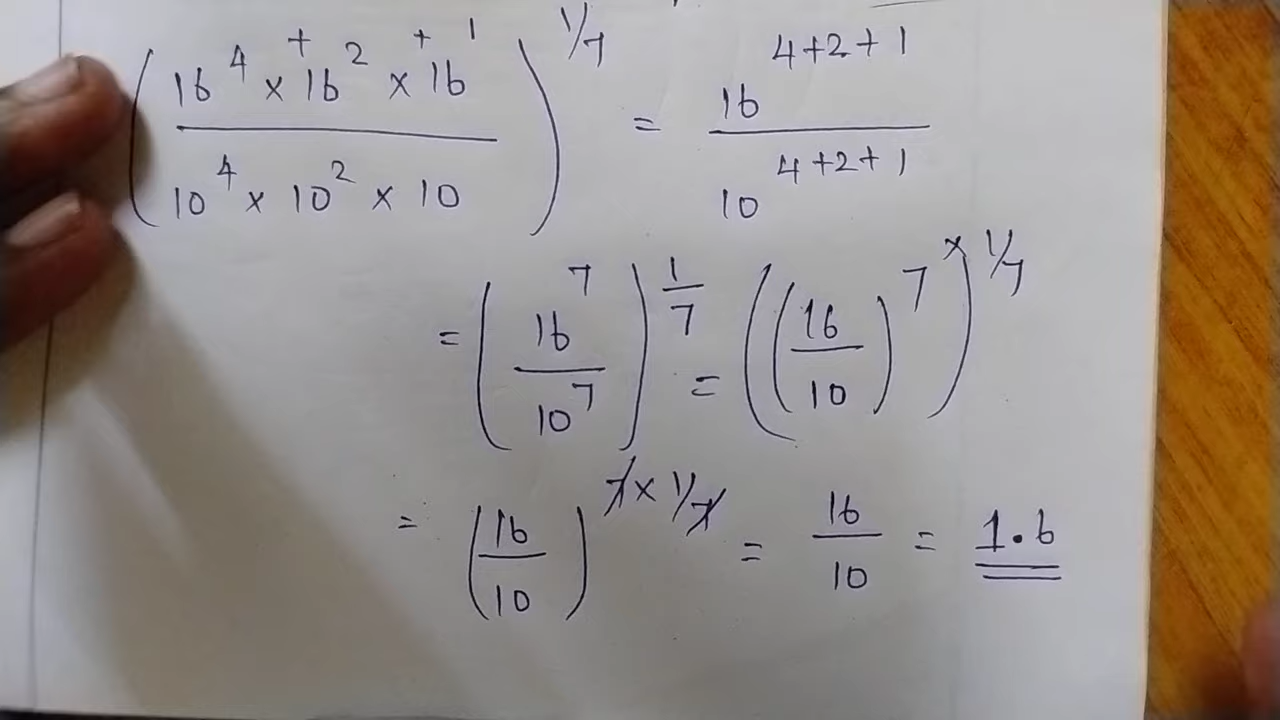 (16^4 × 16^2 × 16^1 / 10^4 × 10^2 × 10)^1/7 = 16^4+2+1 / 10^4+2+1
+ +
= (16^7 / 10^7)^1/7 = ((16/10)^7)^× 1/7
= (16/10)^7 × 1/7 = 16/10 = 1.6